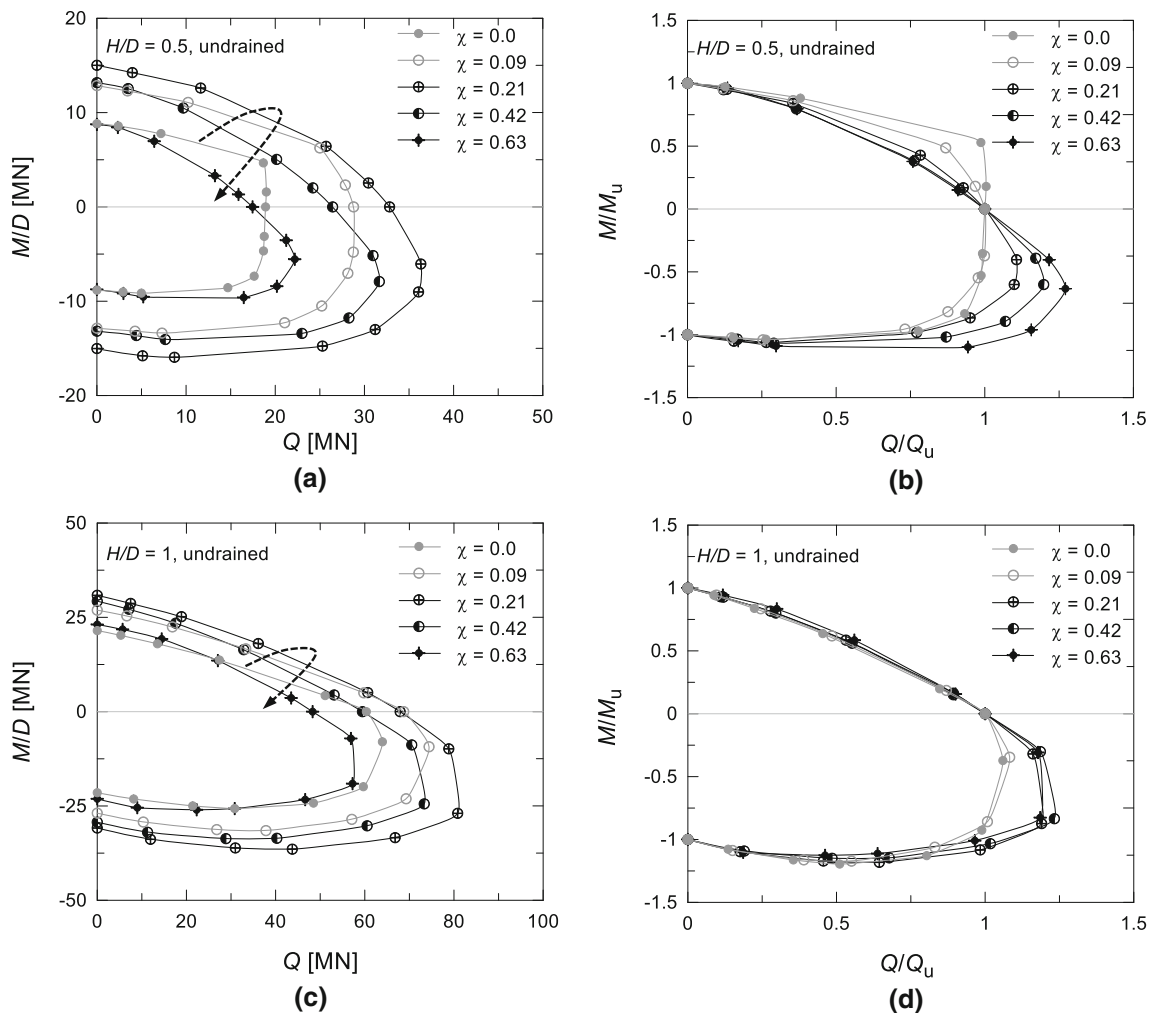 H/D = 0.5, undrained
χ = 0.0
χ = 0.09
χ = 0.21
χ = 0.42
χ = 0.63
20
10
0
-10
-20
M/D [MN]
0 10 20 30 40 50
Q [MN]
(a)
H/D = 0.5, undrained
χ = 0.0
χ = 0.09
χ = 0.21
χ = 0.42
χ = 0.63
1.5
1
0.5
0
-0.5
-1
-1.5
M/Mu
0.5 1 1.5
Q/Qu
(b)
H/D = 1, undrained
χ = 0.0
χ = 0.09
χ = 0.21
χ = 0.42
χ = 0.63
50
25
0
-25
-50
M/D [MN]
0 20 40 60 80 100
Q [MN]
(c)
H/D = 1, undrained
χ = 0.0
χ = 0.09
χ = 0.21
χ = 0.42
χ = 0.63
1.5
1
0.5
0
-0.5
-1
-1.5
M/Mu
0.5 1 1.5
Q/Qu
(d)